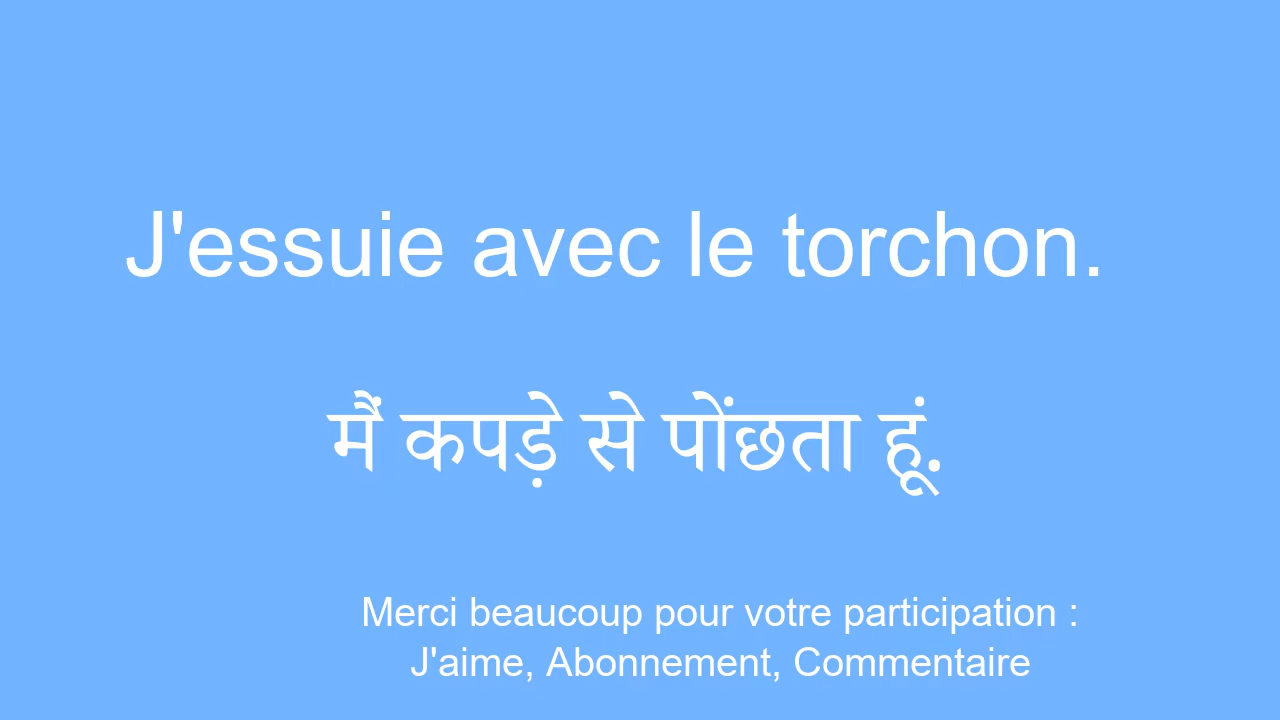 J'essuie avec le torchon.
मैं कपड़े से पोंछता हूं.
Merci beaucoup pour votre participation :
J'aime, Abonnement, Commentaire